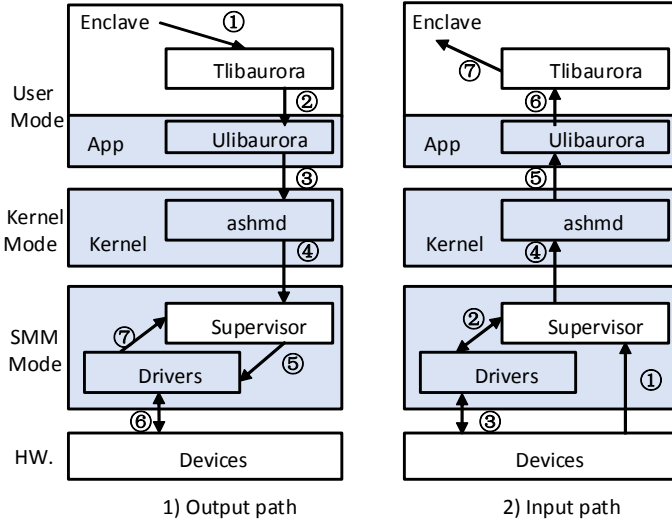 Enclave ①
Tlibaurora
②
User
Mode
App
Ulibaurora
③
Kernel
Mode
ashmd
Kernel
④
Supervisor
⑦
SMM
Mode
⑤
Drivers
⑥
HW.
Devices
1) Output path
Enclave
⑦
Tlibaurora
⑥
App
Ulibaurora
⑤
ashmd
Kernel
④
②
Supervisor
Drivers
①
③
Devices
2) Input path